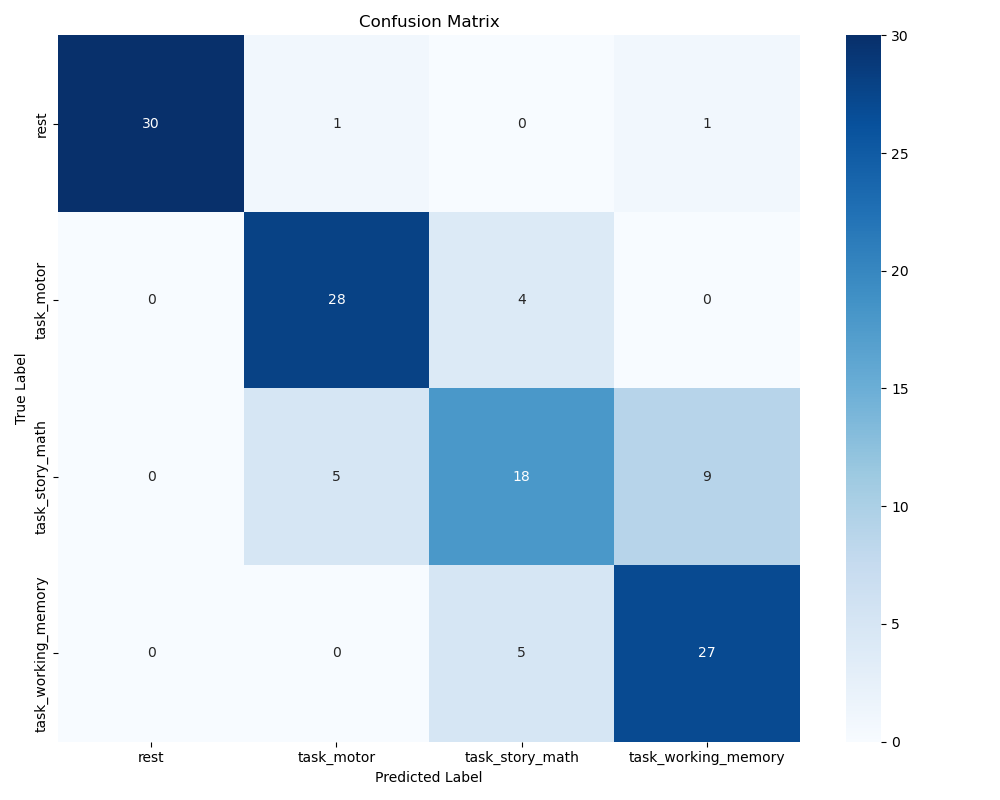 Confusion Matrix
True Label
rest
30 1 0 1
task_motor
0 28 4 0
task_story_math
0 5 18 9
task_working_memory
0 0 5 27
rest task_motor task_story_math task_working_memory
Predicted Label
30
25
20
15
10
5
0